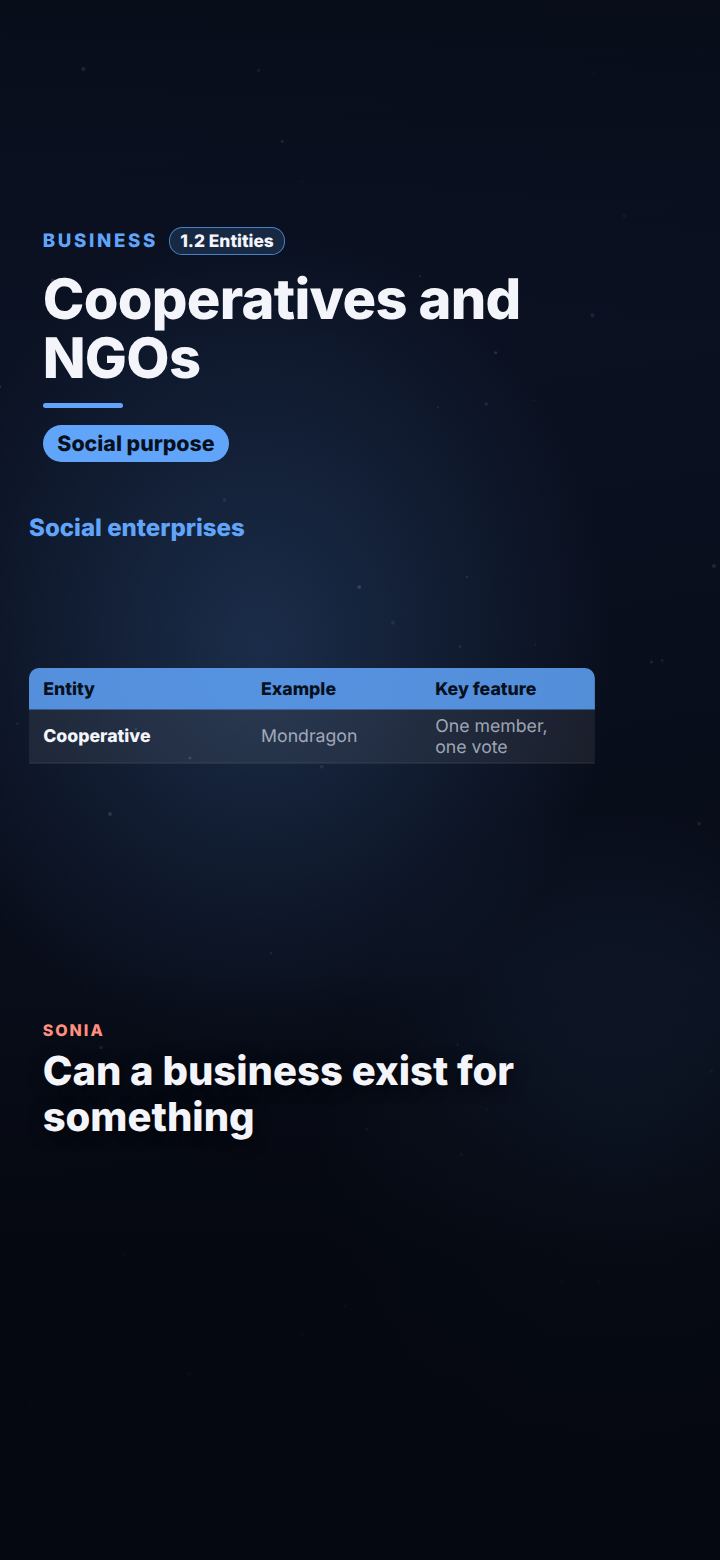 BUSINESS 1.2 Entities
Cooperatives and
NGOs
Social purpose
Social enterprises
Entity Example Key feature
Cooperative Mondragon One member,
one vote
SONIA
Can a business exist for
something